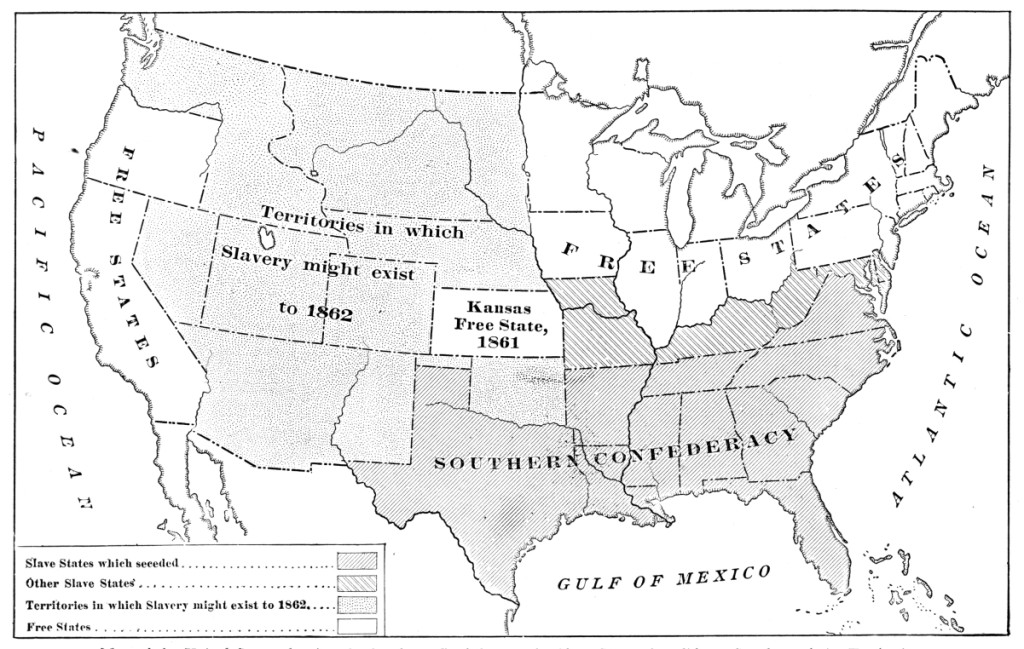 PACIFIC OCEAN
FREE STATES
Territories in which
Slavery might exist
to 1862
Kansas
Free State,
1861
FREE STATES
SOUTHERN CONFEDERACY
ATLANTIC OCEAN
GULF OF MEXICO
Slave States which seceded
Other Slave States
Territories in which Slavery might exist to 1862
Free States